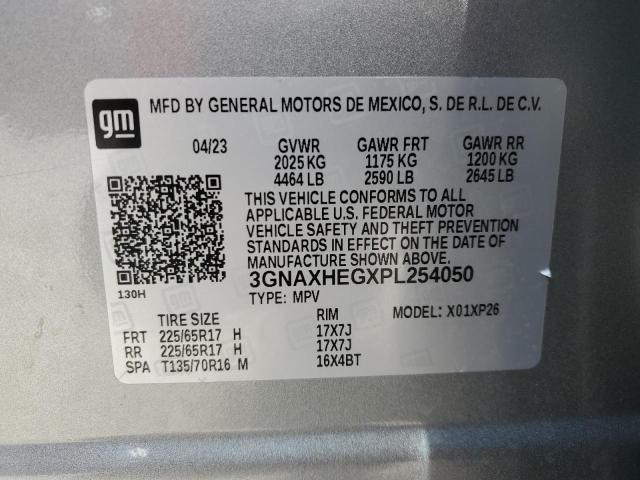 gm
MFD BY GENERAL MOTORS DE MEXICO, S. DE R.L. DE C.V.
04/23 GVWR GAWR FRT GAWR RR
2025 KG 1175 KG 1200 KG
4464 LB 2590 LB 2645 LB
THIS VEHICLE CONFORMS TO ALL
APPLICABLE U.S. FEDERAL MOTOR
VEHICLE SAFETY AND THEFT PREVENTION
STANDARDS IN EFFECT ON THE DATE OF
MANUFACTURE SHOWN ABOVE.
3GNAXHEGXPL254050
130H
TYPE: MPV MODEL: X01XP26
TIRE SIZE RIM
FRT 225/65R17 H 17X7J
RR 225/65R17 H 17X7J
SPA T135/70R16 M 16X4BT